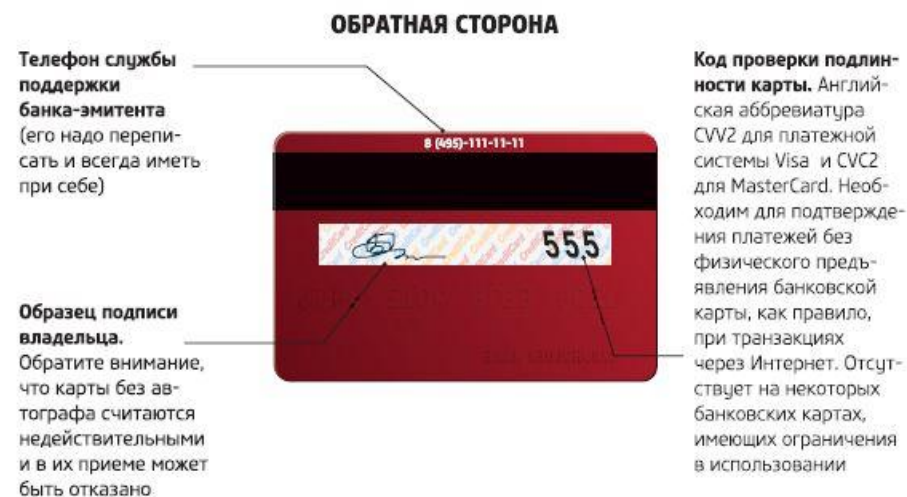 ОБРАТНАЯ СТОРОНА
Телефон службы
поддержки
банка-эмитента
(его надо перепи-
сать и всегда иметь
при себе)
Образец подписи
владельца.
Обратите внимание,
что карты без ав-
тографа считаются
недействительными
и в их приеме может
быть отказано
8 (495)-111-11-11
555
Код проверки подлин-
ности карты. Англий-
ская аббревиатура
CVV2 для платежной
системы Visa и CVC2
для MasterCard. Необ-
ходим для подтвержде-
ния платежей без
физического предъ-
явления банковской
карты, как правило,
при транзакциях
через Интернет. Отсут-
ствует на некоторых
банковских картах,
имеющих ограничения
в использовании